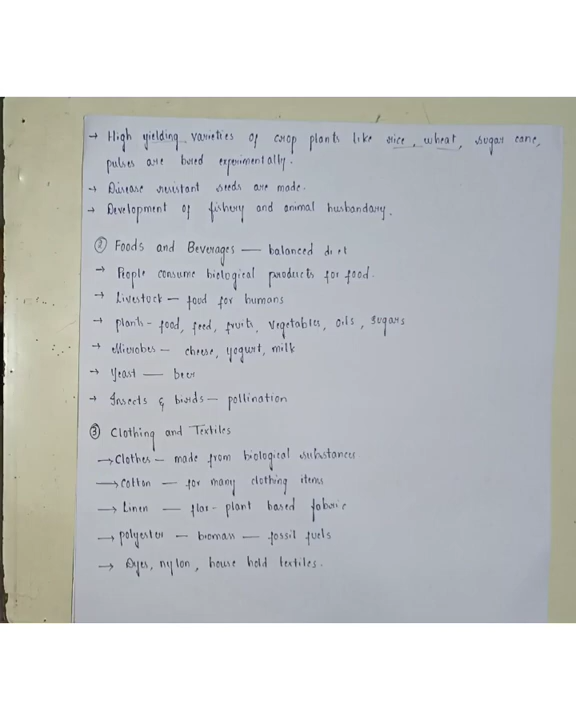 → High yielding varieties of crop plants like rice, wheat, sugar cane,
pulses are bred experimentally.
→ Disease resistant seeds are made.
→ Development of fishery and animal husbandary.
② Foods and Beverages — balanced diet
→ People consume biological products for food.
→ Livestock — food for humans
→ plants - food, feed, fruits, vegetables, oils, sugars
→ Microbes — cheese, yogurt, milk
→ Yeast — beer
→ Insects & birds — pollination
③ Clothing and Textiles
→ Clothes — made from biological substances
→ Cotton — for many clothing items
→ Linen — flax - plant based fabric
→ polyester — biomass — fossil fuels
→ Dyes, nylon, house hold textiles.